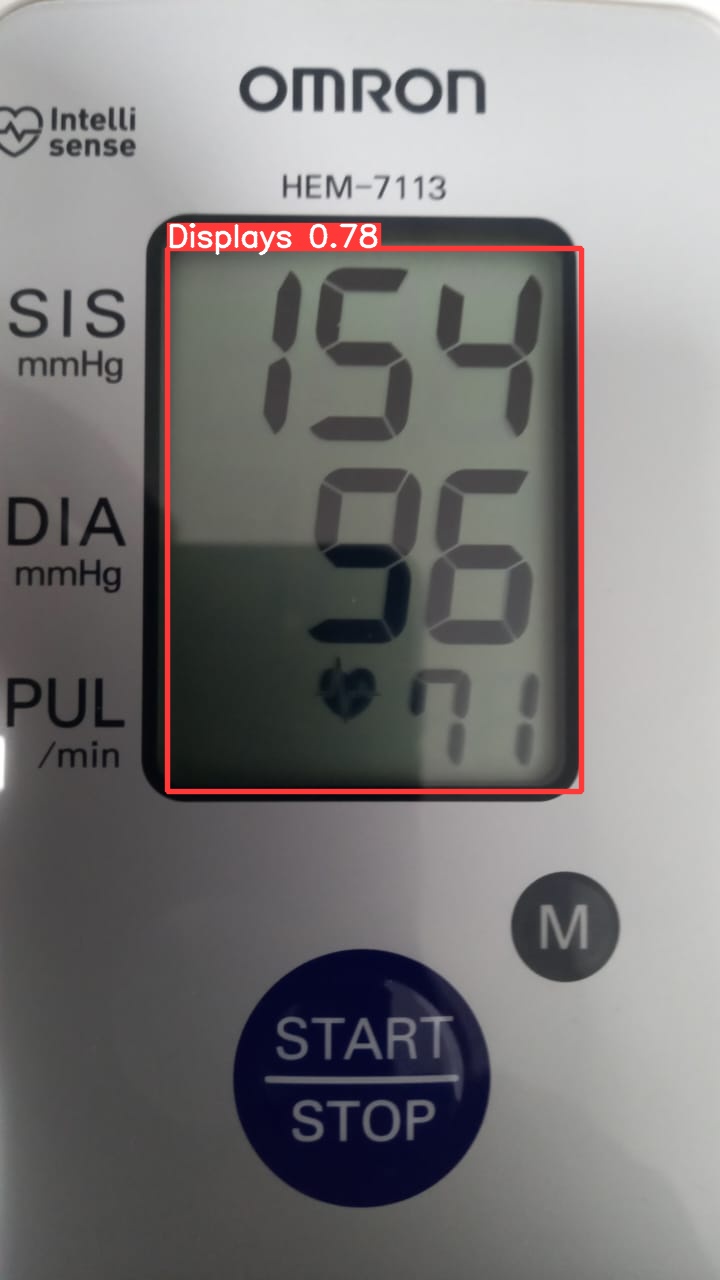 OMRON
Intelli
sense
HEM-7113
Displays 0.78
SIS
mmHg
154
DIA
mmHg
96
PUL
/min
71
M
START
STOP